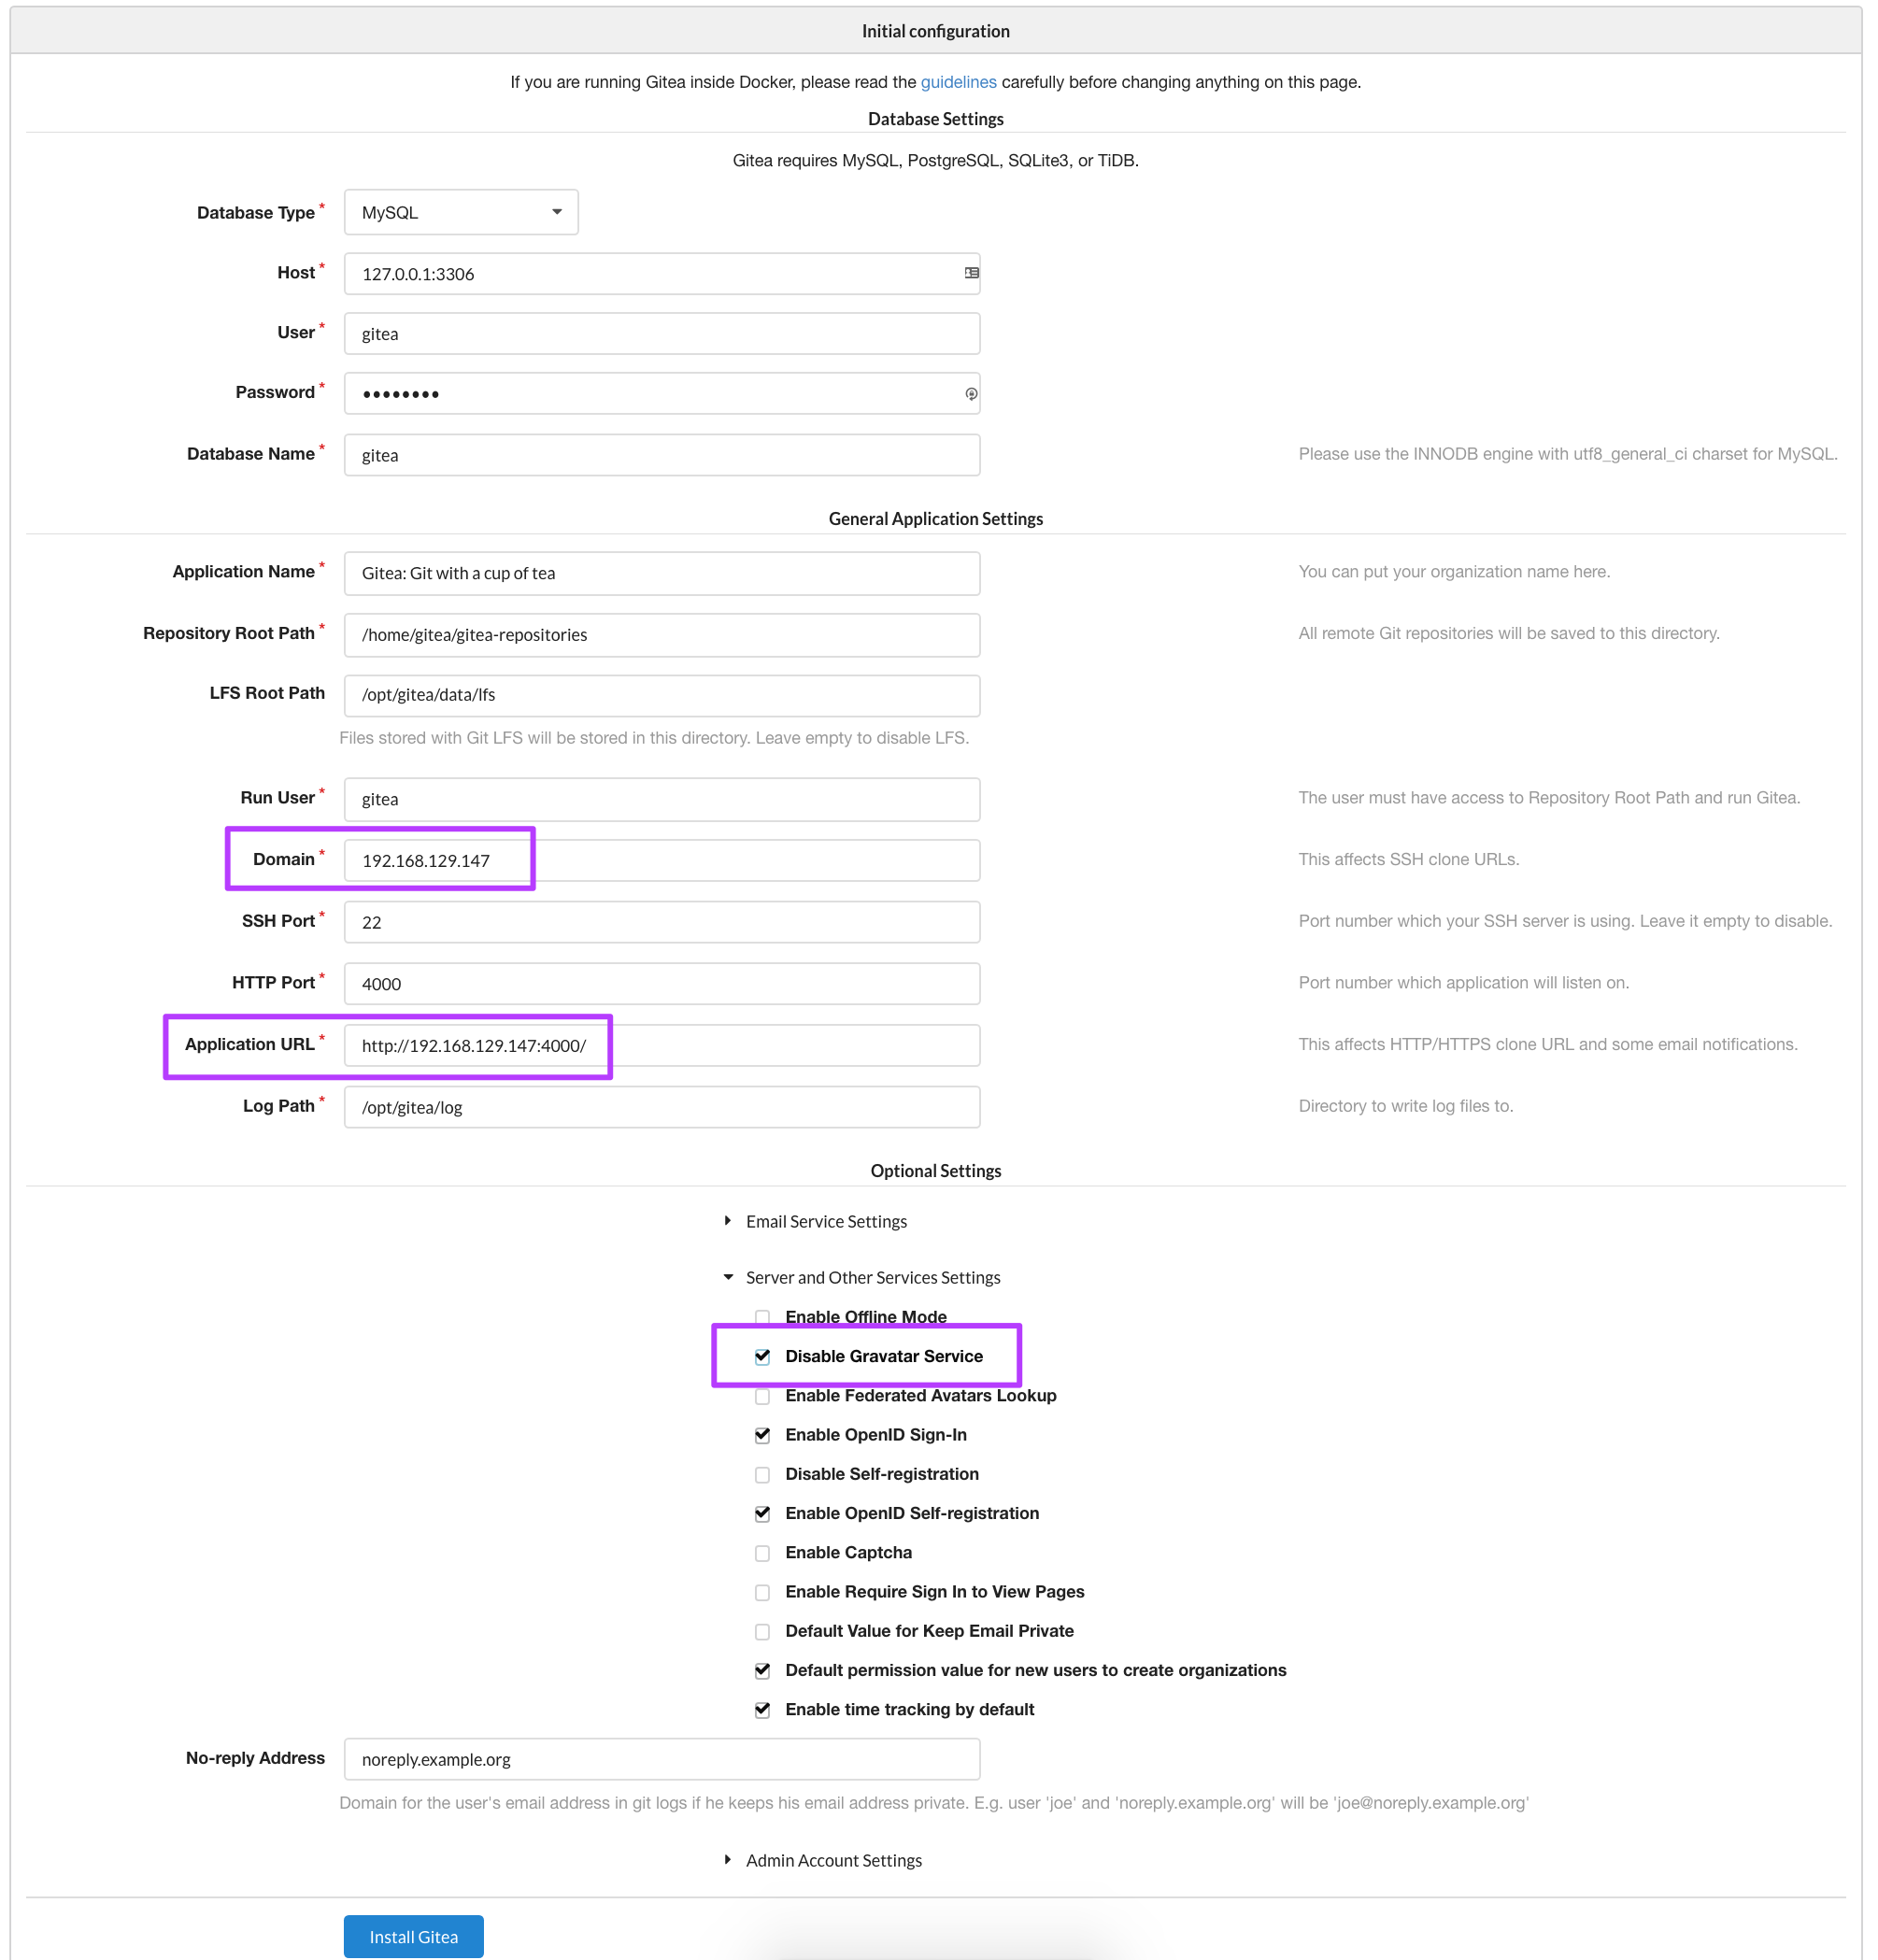 Initial configuration
If you are running Gitea inside Docker, please read the guidelines carefully before changing anything on this page.
Database Settings
Gitea requires MySQL, PostgreSQL, SQLite3, or TiDB.
Database Type * MySQL
Host * 127.0.0.1:3306
User * gitea
Password * ••••••••
Database Name * gitea Please use the INNODB engine with utf8_general_ci charset for MySQL.
General Application Settings
Application Name * Gitea: Git with a cup of tea You can put your organization name here.
Repository Root Path * /home/gitea/gitea-repositories All remote Git repositories will be saved to this directory.
LFS Root Path /opt/gitea/data/lfs
Files stored with Git LFS will be stored in this directory. Leave empty to disable LFS.
Run User * gitea The user must have access to Repository Root Path and run Gitea.
Domain * 192.168.129.147 This affects SSH clone URLs.
SSH Port * 22 Port number which your SSH server is using. Leave it empty to disable.
HTTP Port * 4000 Port number which application will listen on.
Application URL * http://192.168.129.147:4000/ This affects HTTP/HTTPS clone URL and some email notifications.
Log Path * /opt/gitea/log Directory to write log files to.
Optional Settings
Email Service Settings
Server and Other Services Settings
Enable Offline Mode
Disable Gravatar Service
Enable Federated Avatars Lookup
Enable OpenID Sign-In
Disable Self-registration
Enable OpenID Self-registration
Enable Captcha
Enable Require Sign In to View Pages
Default Value for Keep Email Private
Default permission value for new users to create organizations
Enable time tracking by default
No-reply Address noreply.example.org
Domain for the user's email address in git logs if he keeps his email address private. E.g. user 'joe' and 'noreply.example.org' will be 'joe@noreply.example.org'
Admin Account Settings
Install Gitea